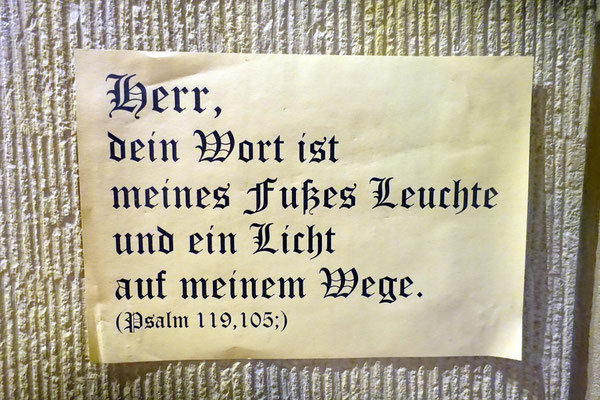 Herr,
dein Wort ist
meines Fußes Leuchte
und ein Licht
auf meinem Wege.
(Psalm 119,105;)